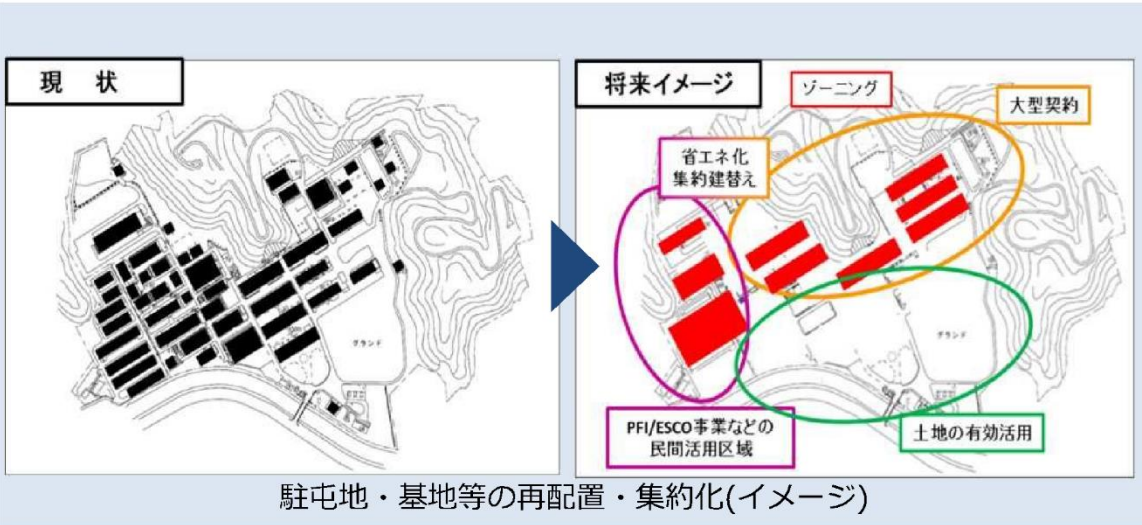 現　状
グランド
将来イメージ
ゾーニング
大型契約
省エネ化
集約建替え
グランド
PFI/ESCO事業などの
民間活用区域
土地の有効活用
駐屯地・基地等の再配置・集約化(イメージ)